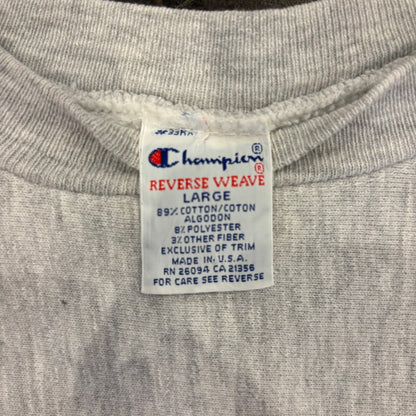 Champion®
REVERSE WEAVE®
LARGE
89% COTTON/COTON
ALGODON
8% POLYESTER
3% OTHER FIBER
EXCLUSIVE OF TRIM
MADE IN U.S.A.
RN 26094 CA 21356
FOR CARE SEE REVERSE